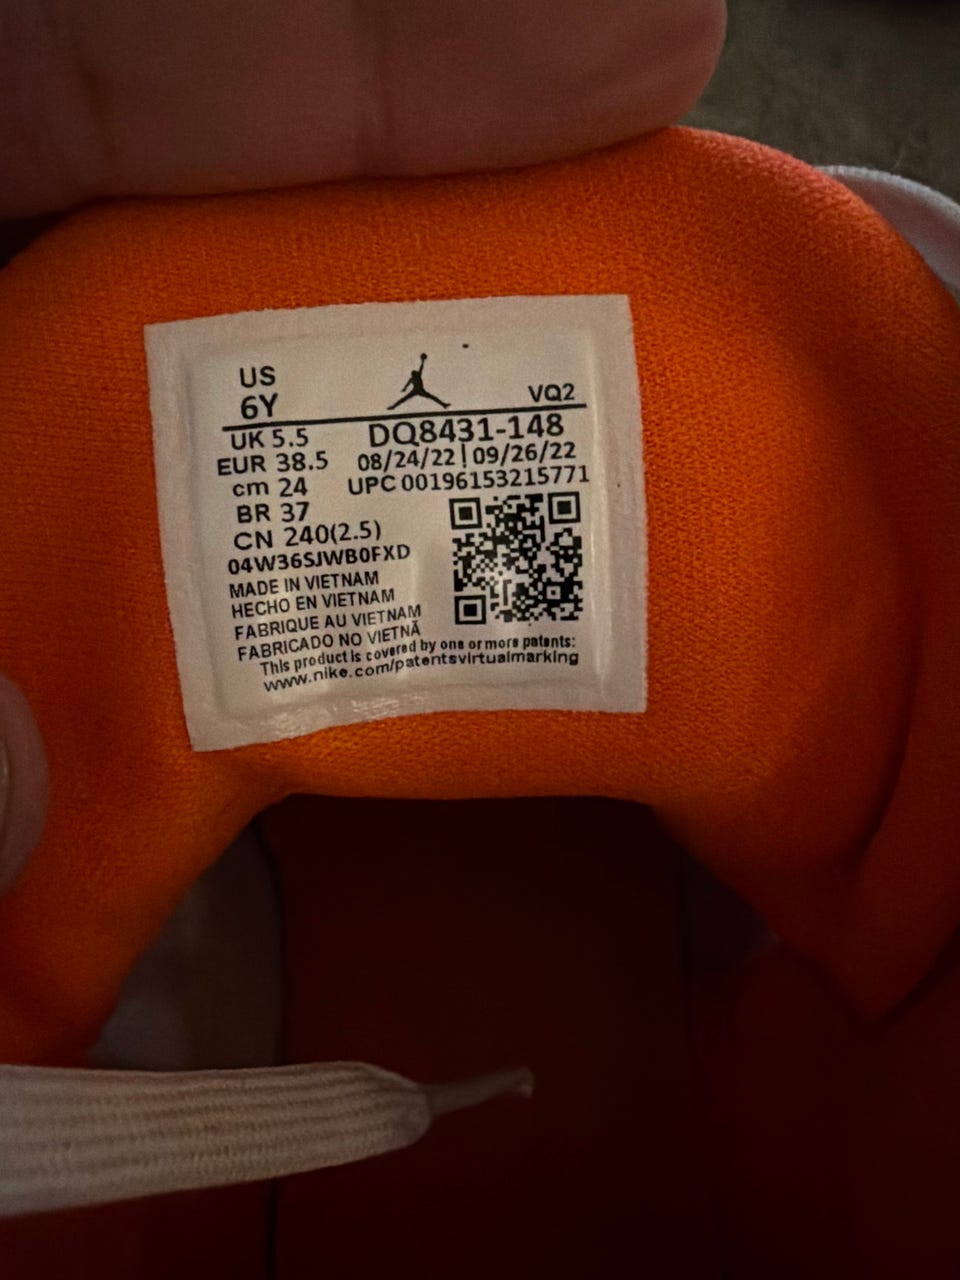 US
6Y
VQ2
UK 5.5
EUR 38.5
cm 24
BR 37
CN 240(2.5)
DQ8431-148
08/24/22 | 09/26/22
UPC 00196153215771
04W36SJWB0FXD
MADE IN VIETNAM
HECHO EN VIETNAM
FABRIQUE AU VIETNAM
FABRICADO NO VIETNÃ
This product is covered by one or more patents:
www.nike.com/patentsvirtualmarking